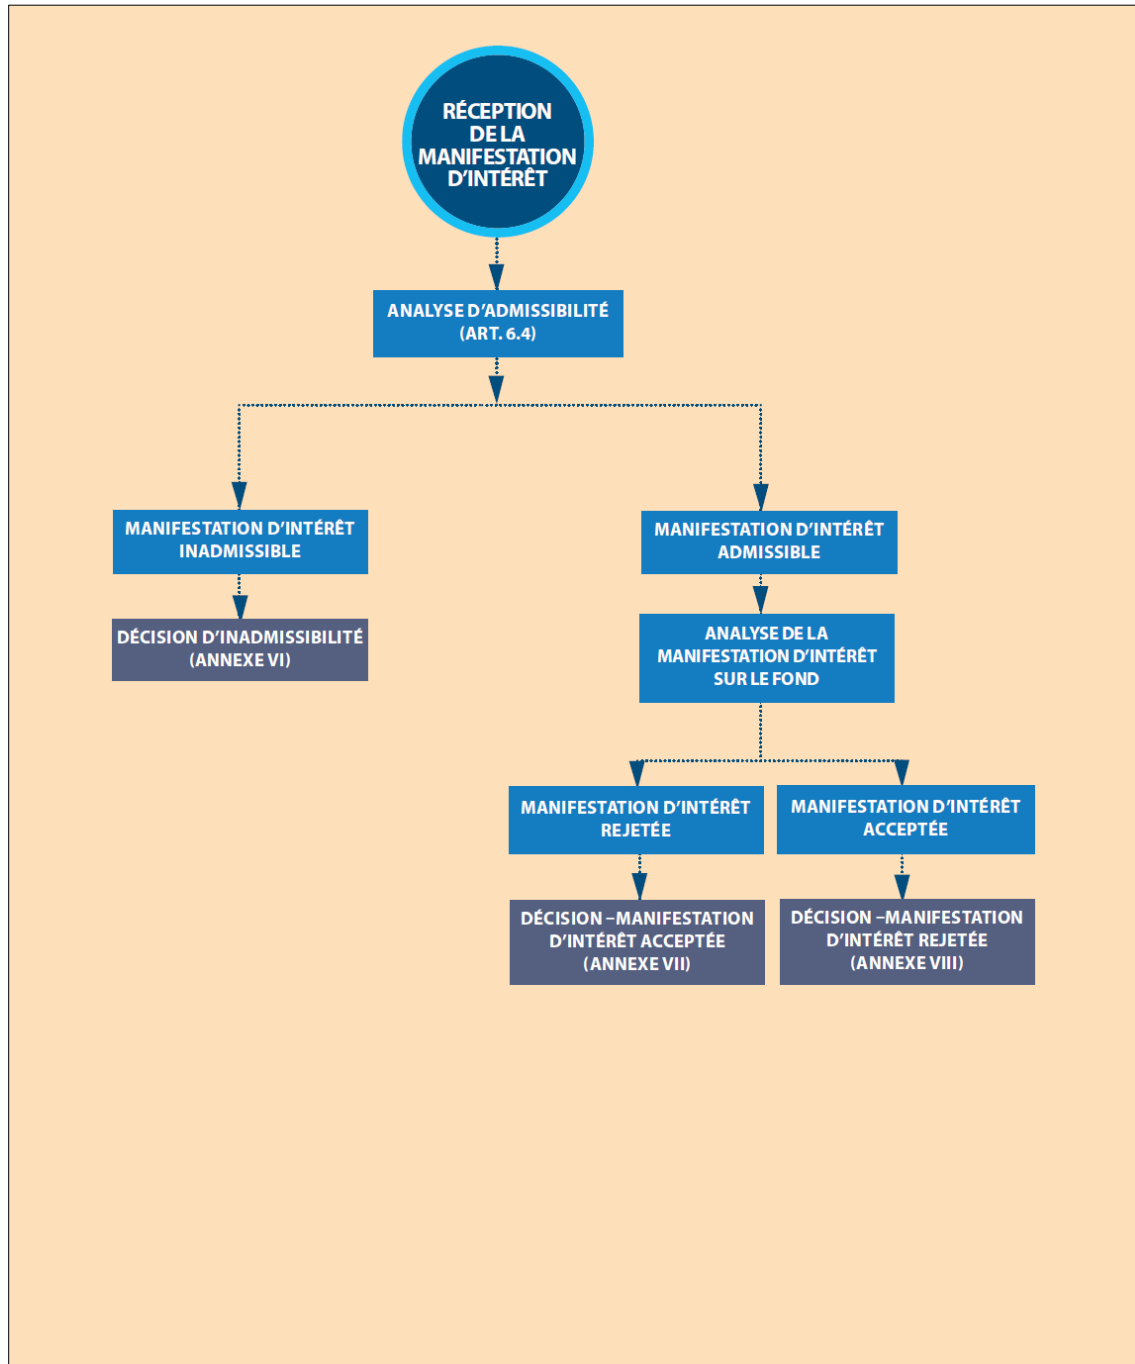 RÉCEPTION
DE LA
MANIFESTATION
D’INTÉRÊT
ANALYSE D’ADMISSIBILITÉ
(ART. 6.4)
MANIFESTATION D’INTÉRÊT
INADMISSIBLE
MANIFESTATION D’INTÉRÊT
ADMISSIBLE
DÉCISION D’INADMISSIBILITÉ
(ANNEXE VI)
ANALYSE DE LA
MANIFESTATION D’INTÉRÊT
SUR LE FOND
MANIFESTATION D’INTÉRÊT
REJETÉE
MANIFESTATION D’INTÉRÊT
ACCEPTÉE
DÉCISION –MANIFESTATION
D’INTÉRÊT ACCEPTÉE
(ANNEXE VII)
DÉCISION –MANIFESTATION
D’INTÉRÊT REJETÉE
(ANNEXE VIII)